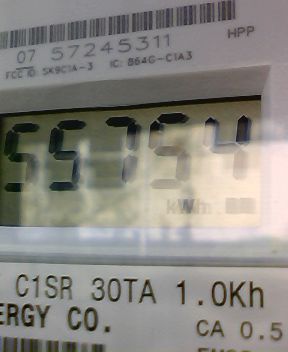 07 57245311 HPP
FCC ID: SK9C1A-3 IC: 864G-C1A3
55754
kWh
C1SR 30TA 1.0Kh
ERGY CO.
CA 0.5